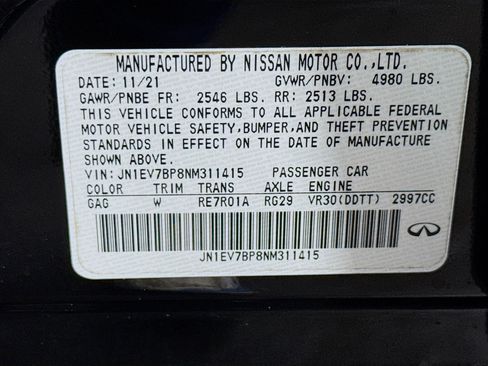 MANUFACTURED BY NISSAN MOTOR CO.,LTD.
DATE: 11/21 GVWR/PNBV: 4980 LBS.
GAWR/PNBE FR: 2546 LBS. RR: 2513 LBS.
THIS VEHICLE CONFORMS TO ALL APPLICABLE FEDERAL
MOTOR VEHICLE SAFETY,BUMPER,AND THEFT PREVENTION
STANDARDS IN EFFECT ON THE DATE OF MANUFACTURE
SHOWN ABOVE.
VIN: JN1EV7BP8NM311415 PASSENGER CAR
COLOR TRIM TRANS AXLE ENGINE
GAG W RE7R01A RG29 VR30(DDTT) 2997CC
JN1EV7BP8NM311415